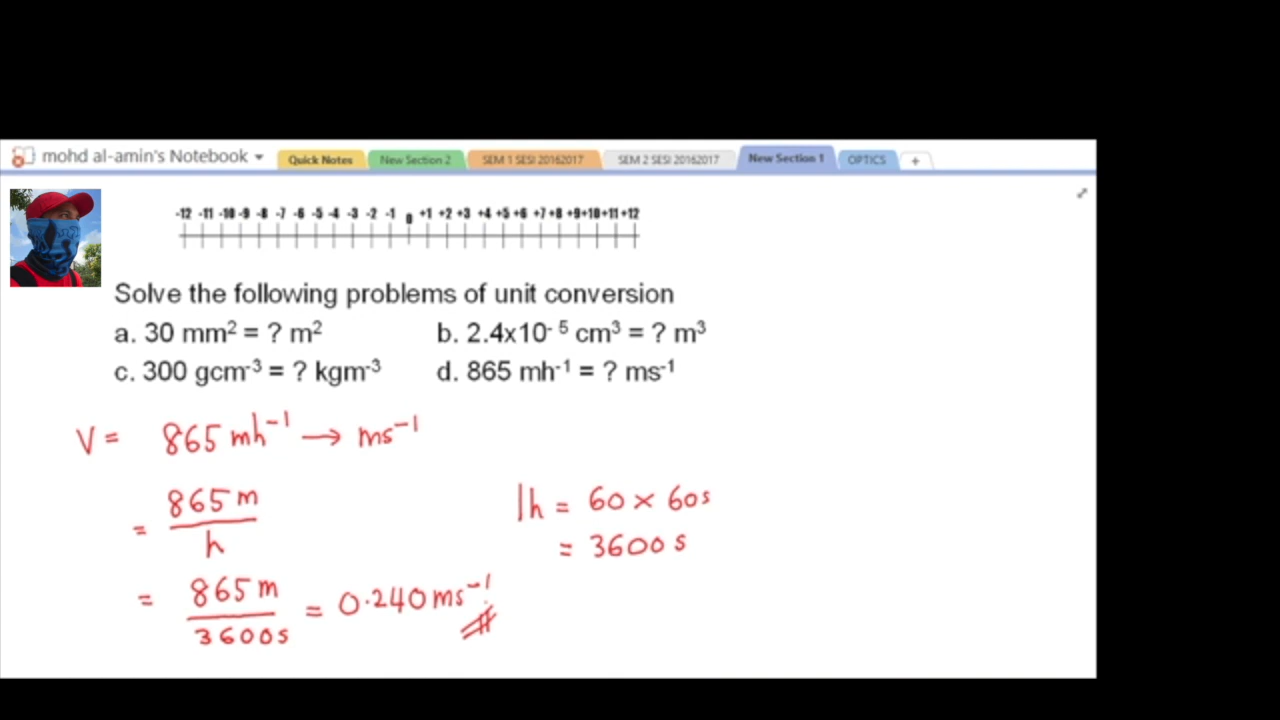 mohd al-amin's Notebook Quick Notes New Section 2 SEM 1 SESI 20162017 SEM 2 SESI 20162017 New Section 1 OPTICS +
-12 -11 -10 -9 -8 -7 -6 -5 -4 -3 -2 -1 0 +1 +2 +3 +4 +5 +6 +7 +8 +9 +10 +11 +12
Solve the following problems of unit conversion
a. 30 mm² = ? m² b. 2.4x10⁻⁵ cm³ = ? m³
c. 300 gcm⁻³ = ? kgm⁻³ d. 865 mh⁻¹ = ? ms⁻¹
V = 865 mh⁻¹ → ms⁻¹
= 865 m / h
1h = 60 × 60s
= 3600 s
= 865 m / 3600s = 0.240 ms⁻¹